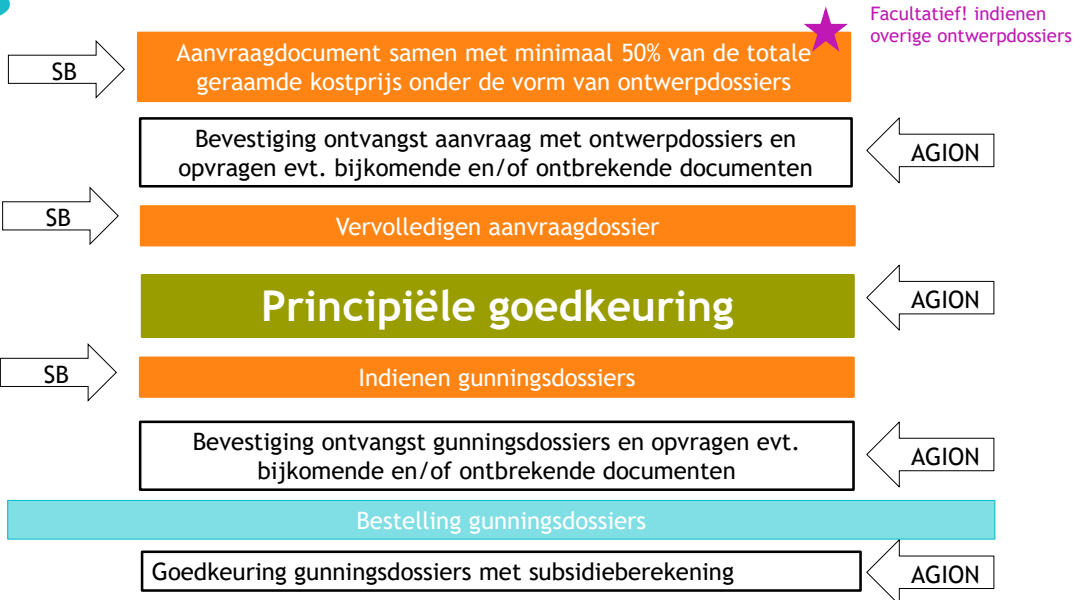 Facultatief! indienen
overige ontwerpdossiers
SB
Aanvraagdocument samen met minimaal 50% van de totale
geraamde kostprijs onder de vorm van ontwerpdossiers
Bevestiging ontvangst aanvraag met ontwerpdossiers en
opvragen evt. bijkomende en/of ontbrekende documenten
AGION
SB
Vervolledigen aanvraagdossier
Principiële goedkeuring
AGION
SB
Indienen gunningsdossiers
Bevestiging ontvangst gunningsdossiers en opvragen evt.
bijkomende en/of ontbrekende documenten
AGION
Bestelling gunningsdossiers
Goedkeuring gunningsdossiers met subsidieberekening
AGION